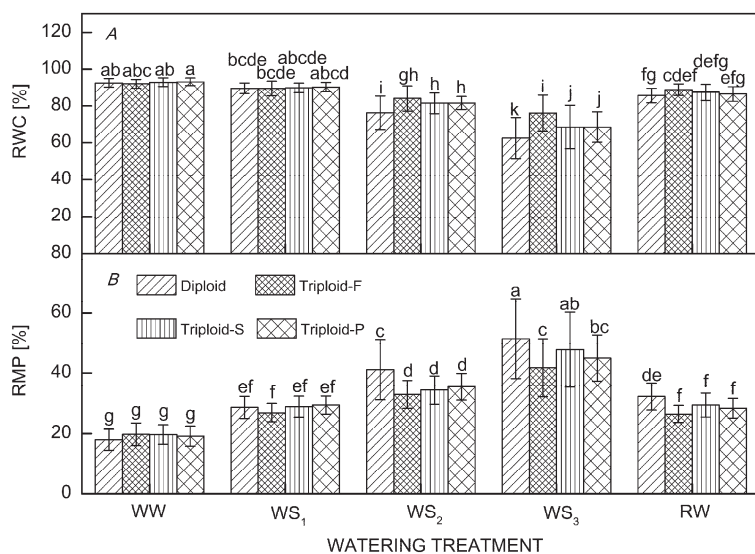 A
RWC [%]
120
100
80
60
40
20
80
ab abc ab a
bcde bcde abcde abcd
i gh h h
k i j j
fg cdef defg efg
B
RMP [%]
Diploid
Triploid-F
Triploid-S
Triploid-P
60
40
20
0
g g g g
ef f ef ef
c d d d
a c ab bc
de f f f
WW WS₁ WS₂ WS₃ RW
WATERING TREATMENT